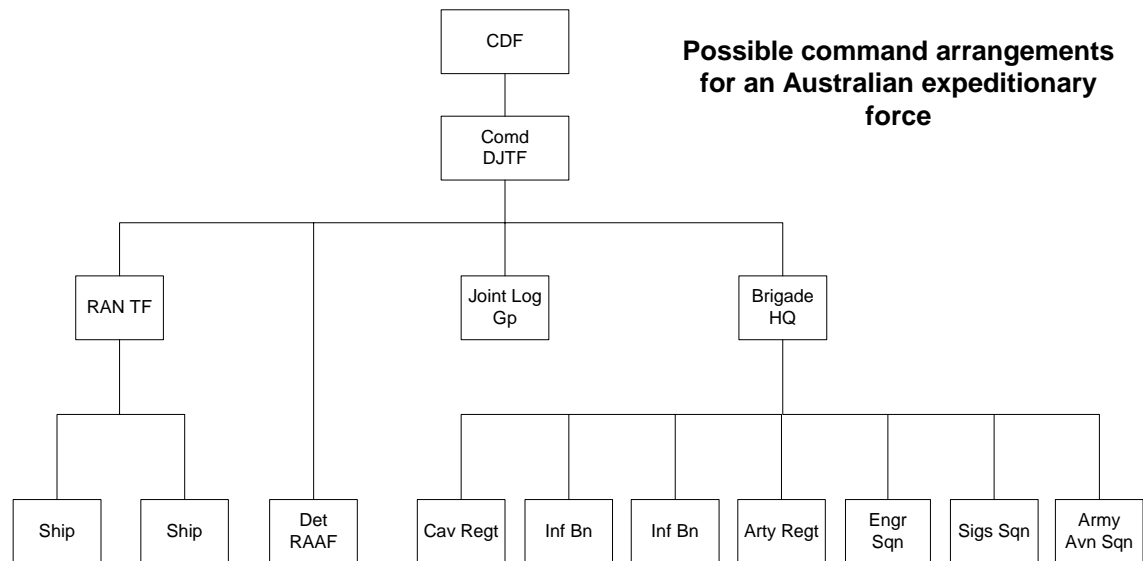 CDF
Possible command arrangements
for an Australian expeditionary
force
Comd
DJTF
RAN TF
Joint Log
Gp
Brigade
HQ
Ship
Ship
Det
RAAF
Cav Regt
Inf Bn
Inf Bn
Arty Regt
Engr
Sqn
Sigs Sqn
Army
Avn Sqn